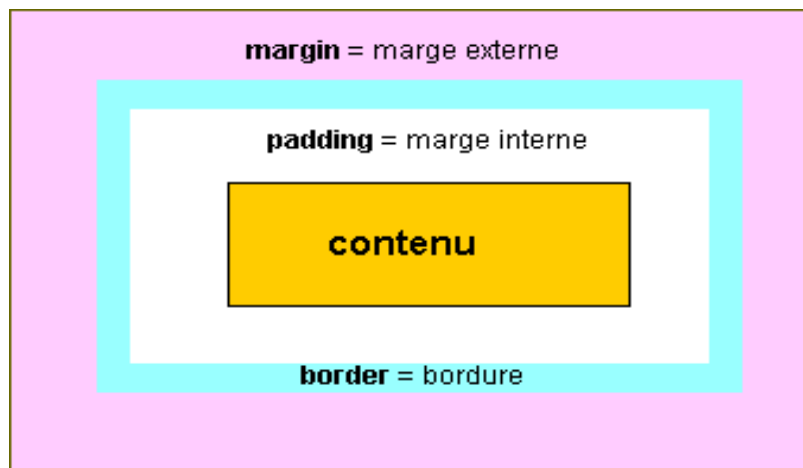 margin = marge externe
padding = marge interne
contenu
border = bordure